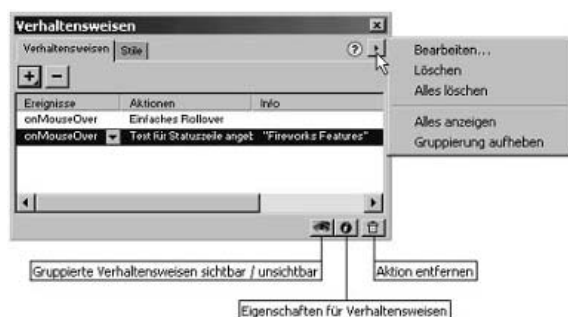 Verhaltensweisen
Verhaltensweisen Stile
Ereignisse Aktionen Info
onMouseOver Einfaches Rollover
onMouseOver Text für Statuszeile angeb "Fireworks Features"
Bearbeiten...
Löschen
Alles löschen
Alles anzeigen
Gruppierung aufheben
Gruppierte Verhaltensweisen sichtbar / unsichtbar
Aktion entfernen
Eigenschaften für Verhaltensweisen